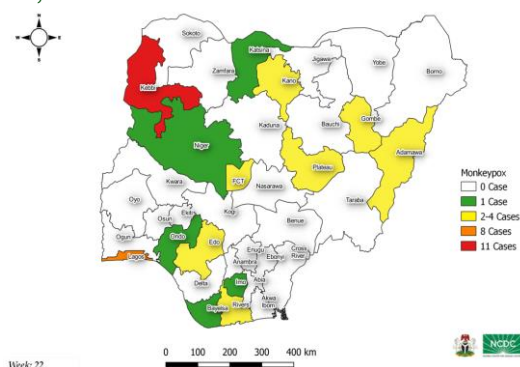 Sokoto
Katsina
Jigawa
Yobe
Borno
Zamfara
Kano
Kebbi
Kaduna
Bauchi
Gombe
Adamawa
Niger
Plateau
FCT
Kwara
Nasarawa
Taraba
Oyo
Kogi
Benue
Osun
Ekiti
Ogun
Ondo
Edo
Enugu
Cross
River
Anambra
Ebonyi
Lagos
Delta
Imo
Abia
Bayelsa
Rivers
Akwa
Ibom
Monkeypox
0 Case
1 Case
2-4 Cases
8 Cases
11 Cases
Week: 22
0 100 200 300 400 km
NCDC